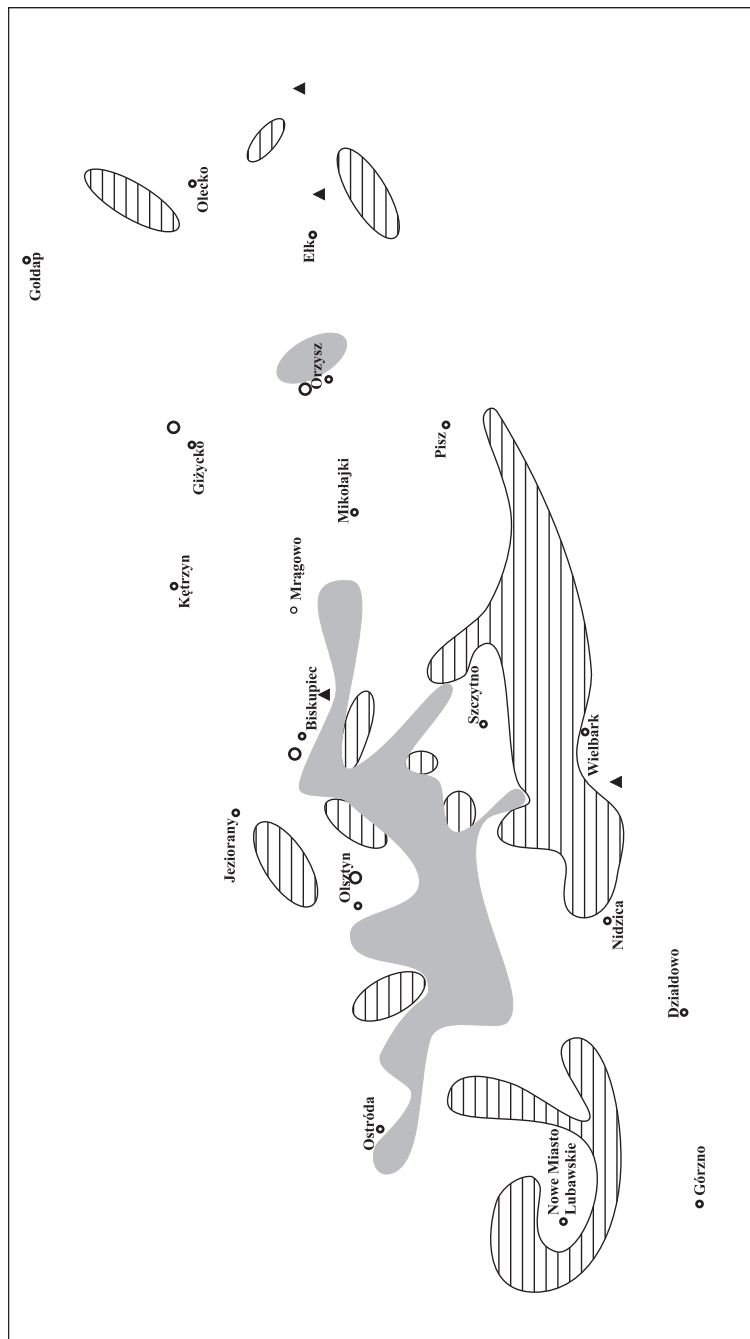 Gołdap
Kętrzyn
Giżycko
Olecko
Jeziorany
Mrągowo
Ełk
Biskupiec
Orzysz
Mikołajki
Olsztyn
Ostróda
Pisz
Szczytno
Nowe Miasto
Lubawskie
Wielbark
Nidzica
Działdowo
Górzno